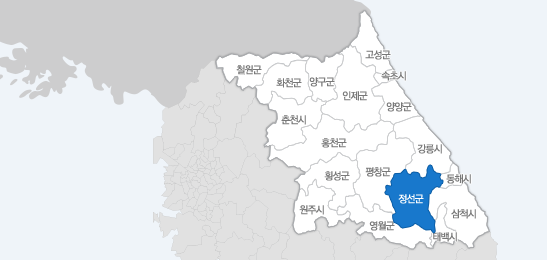 고성군
속초시
철원군
화천군
양구군
인제군
양양군
춘천시
홍천군
강릉시
횡성군
평창군
동해시
정선군
원주시
삼척시
영월군
태백시